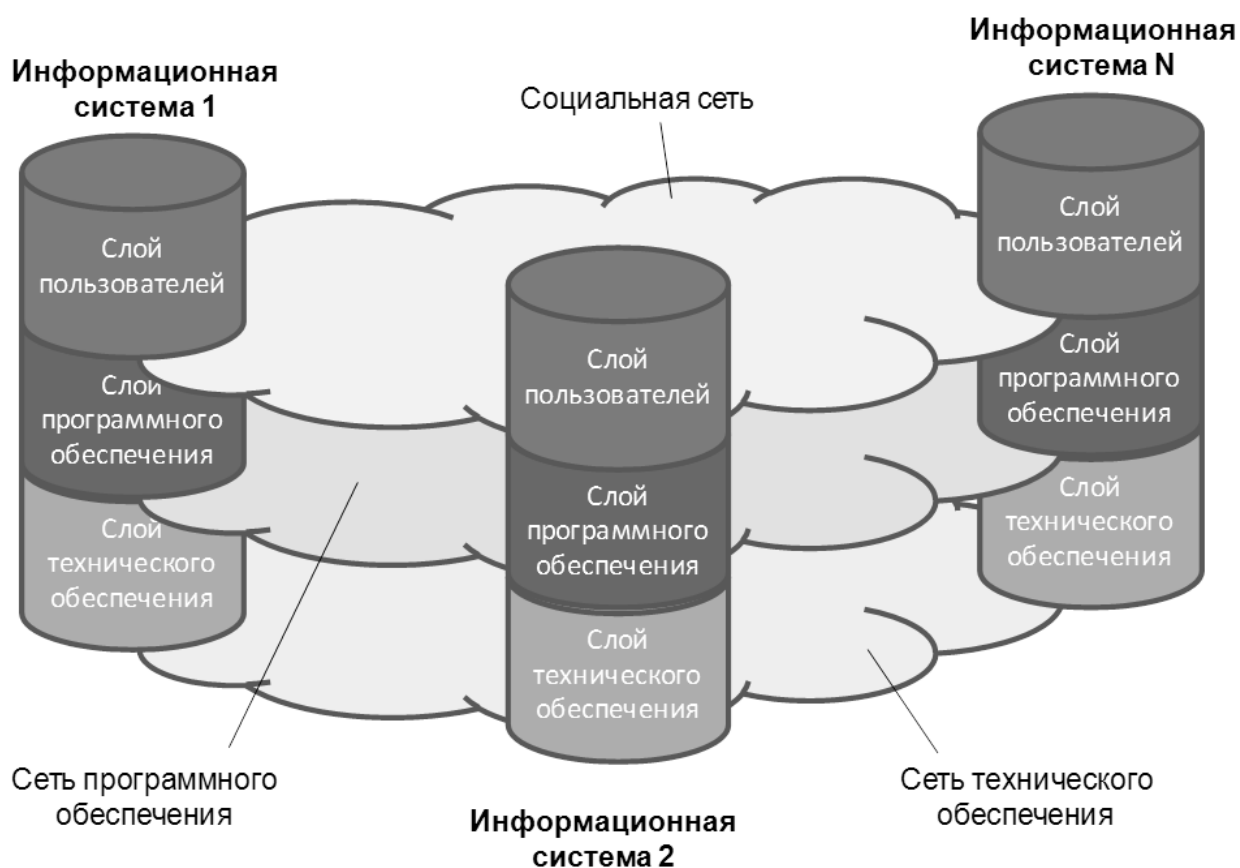 Информационная
система 1
Социальная сеть
Информационная
система N
Слой
пользователей
Слой
программного
обеспечения
Слой
технического
обеспечения
Слой
пользователей
Слой
программного
обеспечения
Слой
технического
обеспечения
Слой
пользователей
Слой
программного
обеспечения
Слой
технического
обеспечения
Сеть программного
обеспечения
Информационная
система 2
Сеть технического
обеспечения